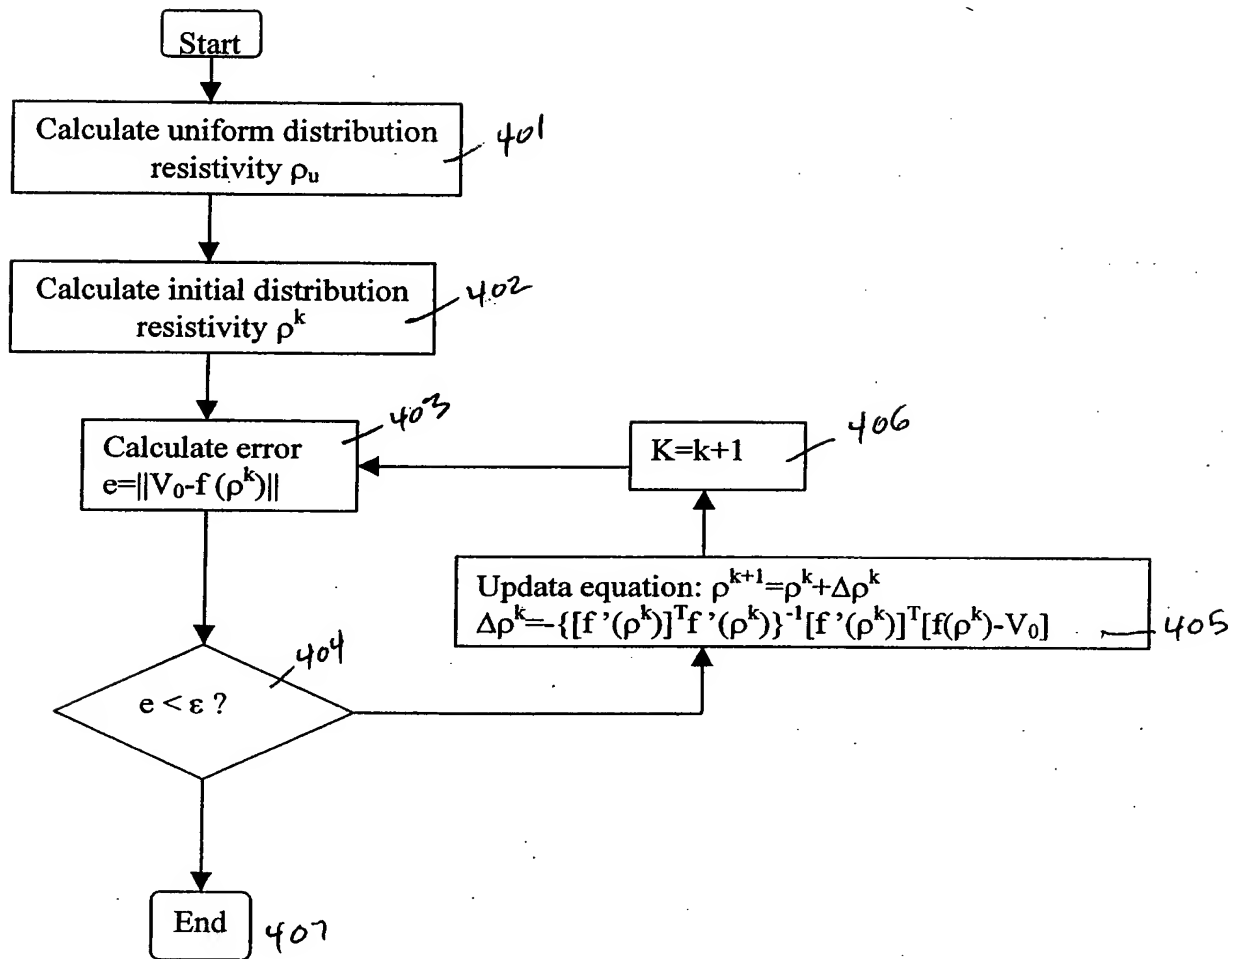 Start
Calculate uniform distribution
resistivity ρᵤ
401
Calculate initial distribution
resistivity ρᵏ
402
Calculate error
e=||V₀-f (ρᵏ)||
403
K=k+1
406
Updata equation: ρᵏ⁺¹=ρᵏ+Δρᵏ
Δρᵏ=-{[f ’(ρᵏ)]ᵀf ’(ρᵏ)}⁻¹[f ’(ρᵏ)]ᵀ[f(ρᵏ)-V₀]
405
e < ε ?
404
End
407